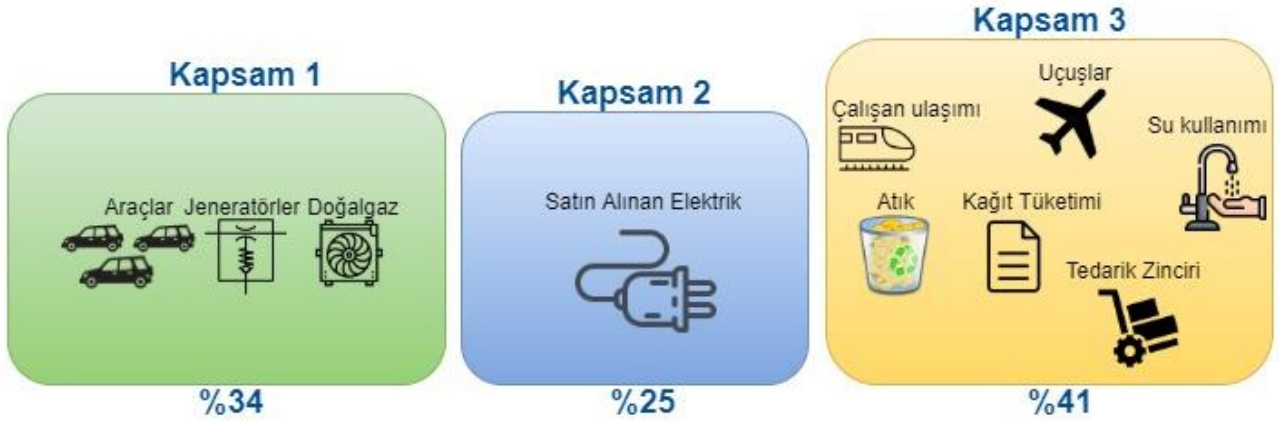 Kapsam 1
Araçlar Jeneratörler Doğalgaz
%34
Kapsam 2
Satın Alınan Elektrik
%25
Kapsam 3
Uçuşlar
Çalışan ulaşımı
Su kullanımı
Atık
Kağıt Tüketimi
Tedarik Zinciri
%41